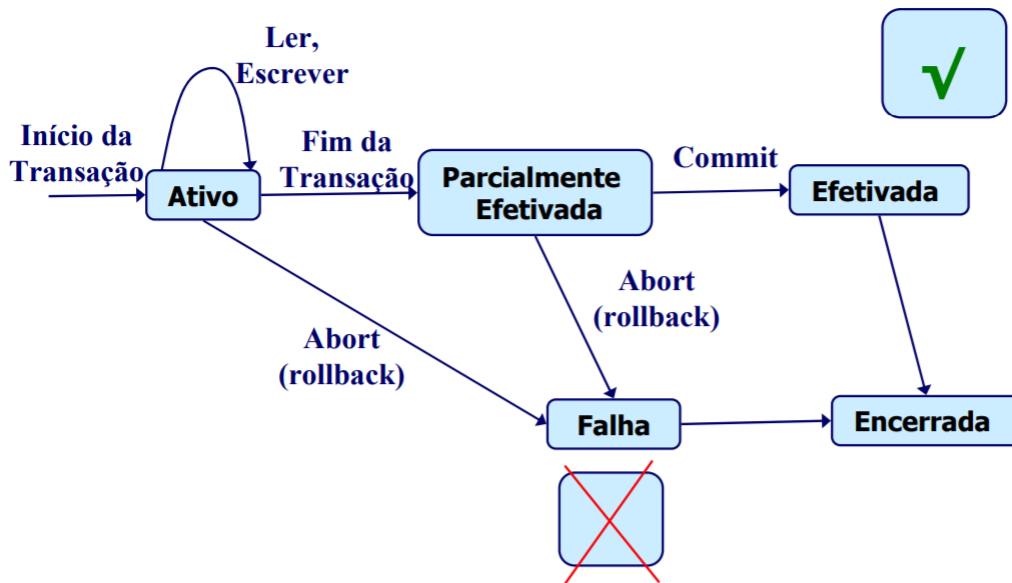 Ler,
Escrever
√
Início da
Transação
Ativo
Fim da
Transação
Parcialmente
Efetivada
Commit
Efetivada
Abort
(rollback)
Abort
(rollback)
Falha
Encerrada